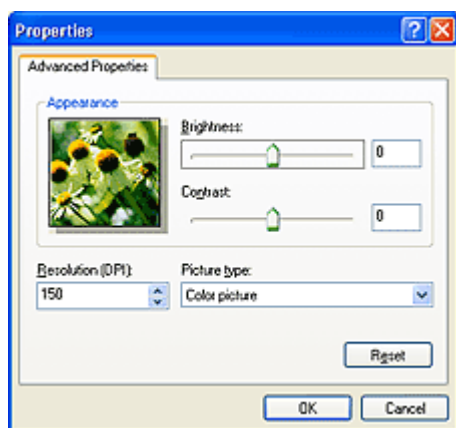 Properties
Advanced Properties
Appearance
Brightness:
0
Contrast:
0
Resolution (DPI): Picture type:
150 Color picture
Reset
OK Cancel